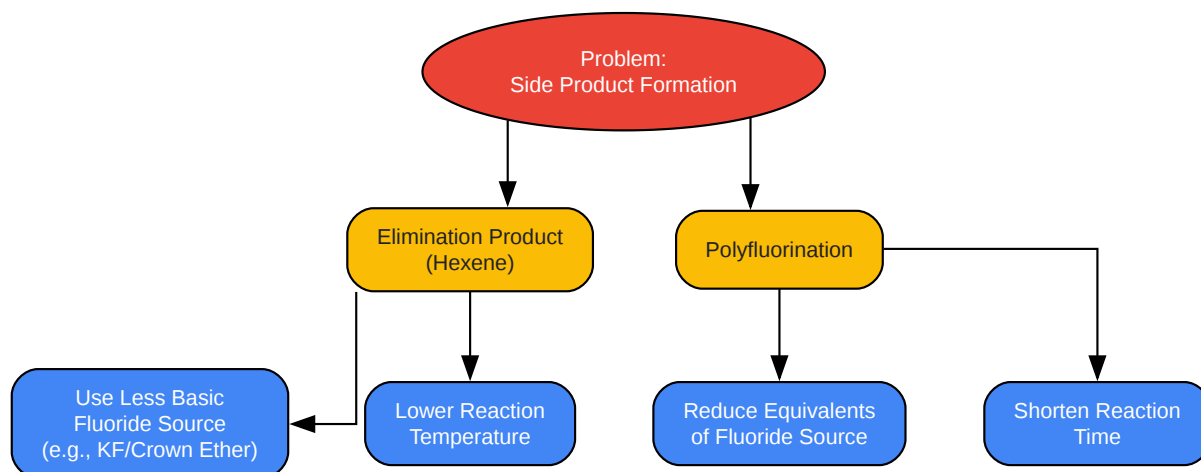 Problem:
Side Product Formation
Elimination Product
(Hexene)
Polyfluorination
Use Less Basic
Fluoride Source
(e.g., KF/Crown Ether)
Lower Reaction
Temperature
Reduce Equivalents
of Fluoride Source
Shorten Reaction
Time